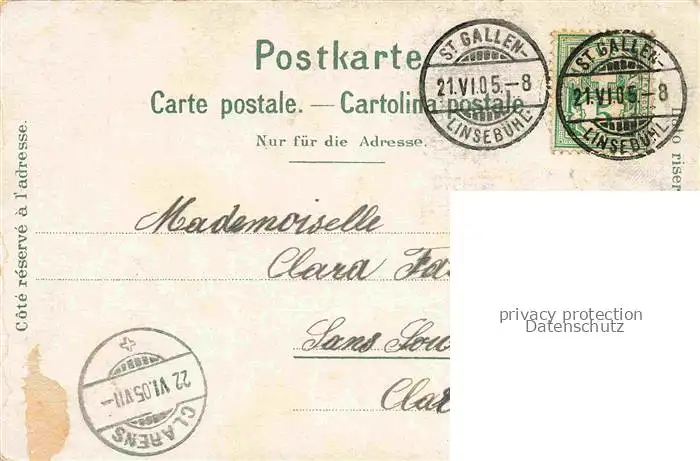 Postkarte
Carte postale. — Cartolina postale.
Nur für die Adresse.
Côté réservé à l'adresse.
ST. GALLEN-
21.VI.05.–8
LINSEBÜHL
ST. GALLEN-
21.VI.05.–8
LINSEBÜHL
Mademoiselle
Clara
Sans
privacy protection
Datenschutz
22.VI.05.VII–
CLARENS